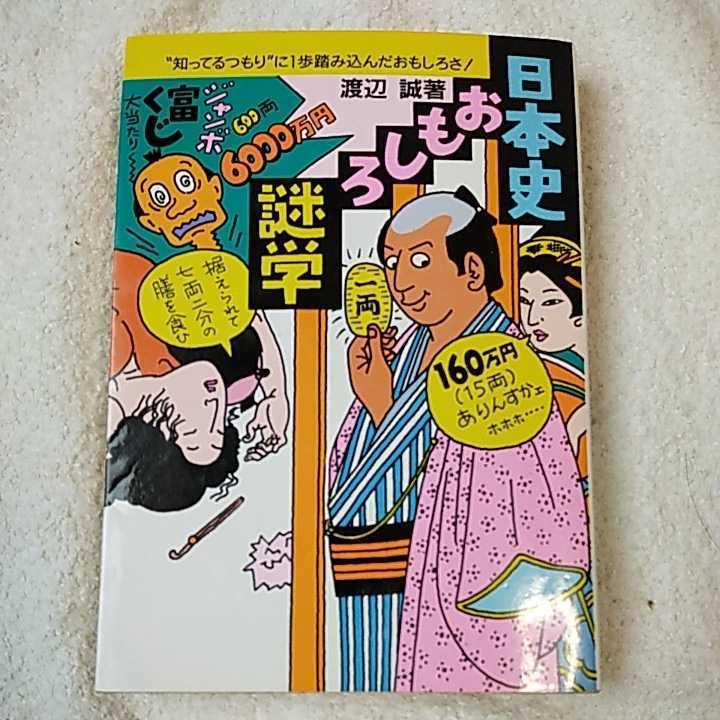 "知ってるつもり"に1歩踏み込んだおもしろさ!
渡辺 誠著
日本史
おもしろ
謎学
富くじ
ジャンボ
600両
6000万円
大当たり~~
据えられて
七両二分の
膳を食ひ
一両
160万円
(15両)
ありんすかェ
ホホホ‥‥